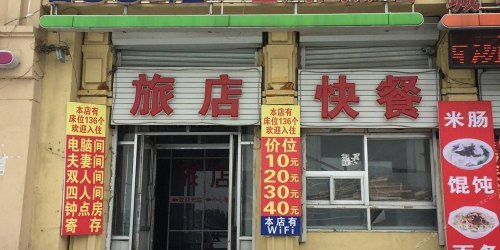 旅店
快餐
本店有
床位136个
欢迎入住
电脑间
夫妻间
双人间
四人间
钟点房
寄存
本店有
床位136个
欢迎入住
价位
10元
20元
30元
40元
本店有
WiFi
米肠
馄饨